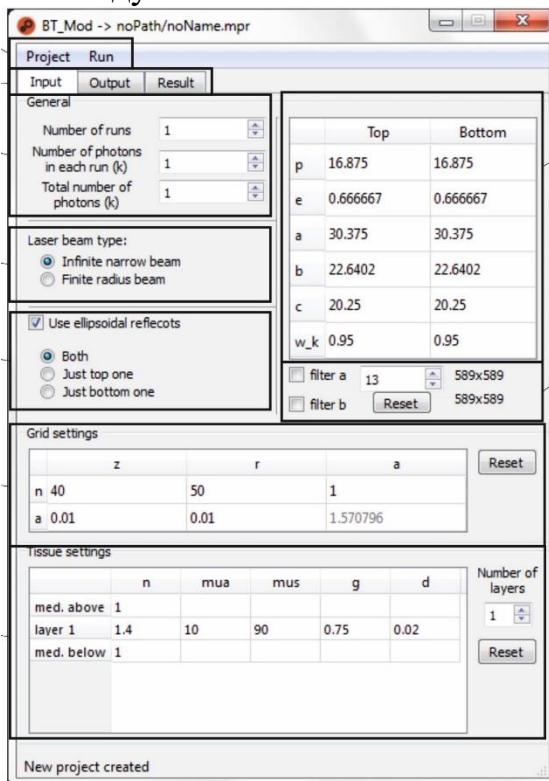 BT_Mod -> noPath/noName.mpr
Project Run
Input Output Result
General
Number of runs 1
Number of photons
in each run (k) 1
Total number of
photons (k) 1
Laser beam type:
Infinite narrow beam
Finite radius beam
Use ellipsoidal reflecots
Both
Just top one
Just bottom one
Top Bottom
p 16.875 16.875
e 0.666667 0.666667
a 30.375 30.375
b 22.6402 22.6402
c 20.25 20.25
w_k 0.95 0.95
filter a 13 589x589
filter b Reset 589x589
Grid settings
z r a
n 40 50 1
a 0.01 0.01 1.570796
Reset
Tissue settings
n mua mus g d
med. above 1
layer 1 1.4 10 90 0.75 0.02
med. below 1
Number of
layers
1
Reset
New project created